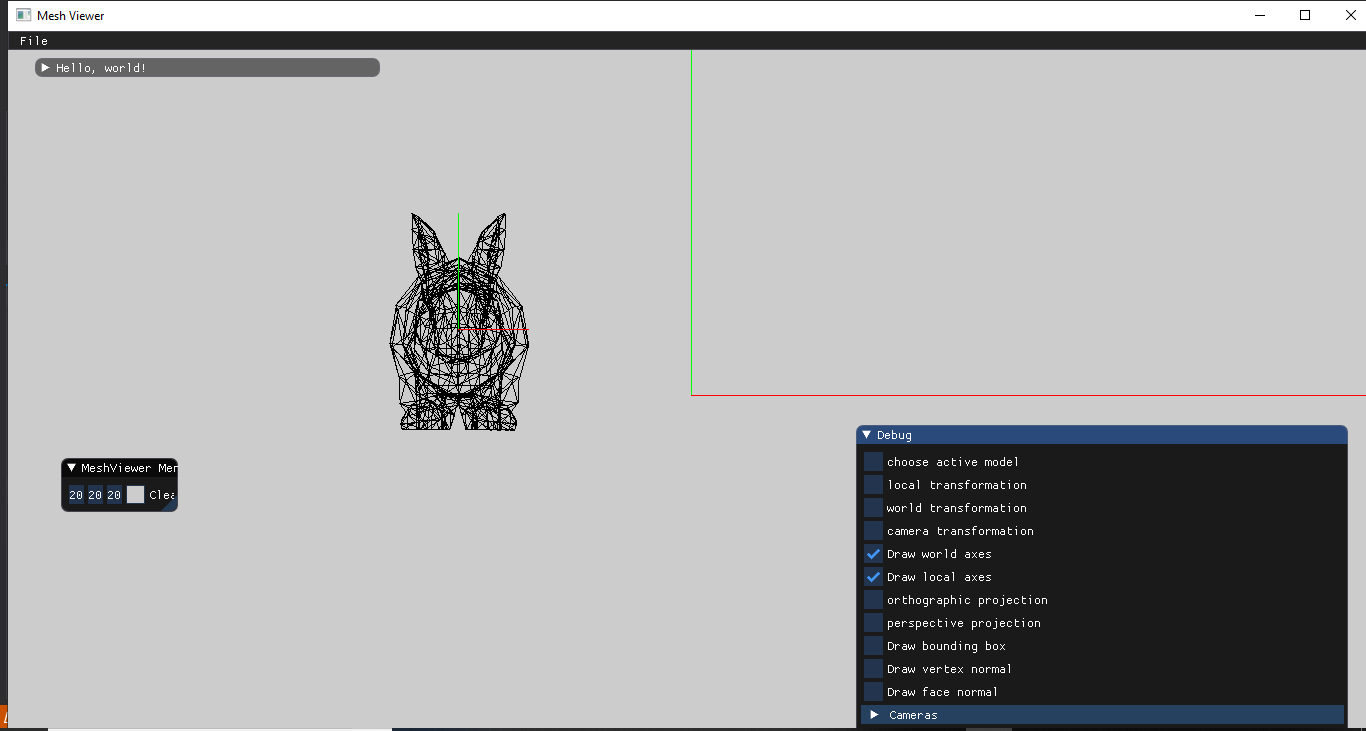 Mesh Viewer
File
Hello, world!
MeshViewer Men
20 20 20 Clea
Debug
choose active model
local transformation
world transformation
camera transformation
Draw world axes
Draw local axes
orthographic projection
perspective projection
Draw bounding box
Draw vertex normal
Draw face normal
Cameras